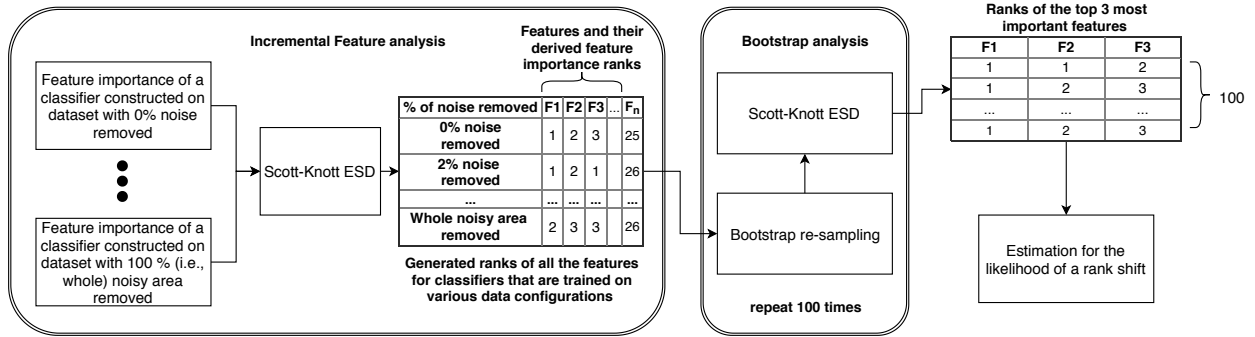 Incremental Feature analysis
Feature importance of a
classifier constructed on
dataset with 0% noise
removed
Feature importance of a
classifier constructed on
dataset with 100 % (i.e.,
whole) noisy area
removed
Scott-Knott ESD
Features and their
derived feature
importance ranks
% of noise removed F1 F2 F3 ... Fn
0% noise
removed 1 2 3 25
2% noise
removed 1 2 1 26
... ... ... ... ...
Whole noisy area
removed 2 3 3 26
Generated ranks of all the features
for classifiers that are trained on
various data configurations
Bootstrap analysis
Scott-Knott ESD
Bootstrap re-sampling
repeat 100 times
Ranks of the top 3 most
important features
F1 F2 F3
1 1 2
1 2 3
... ... ...
1 2 3
100
Estimation for the
likelihood of a rank shift